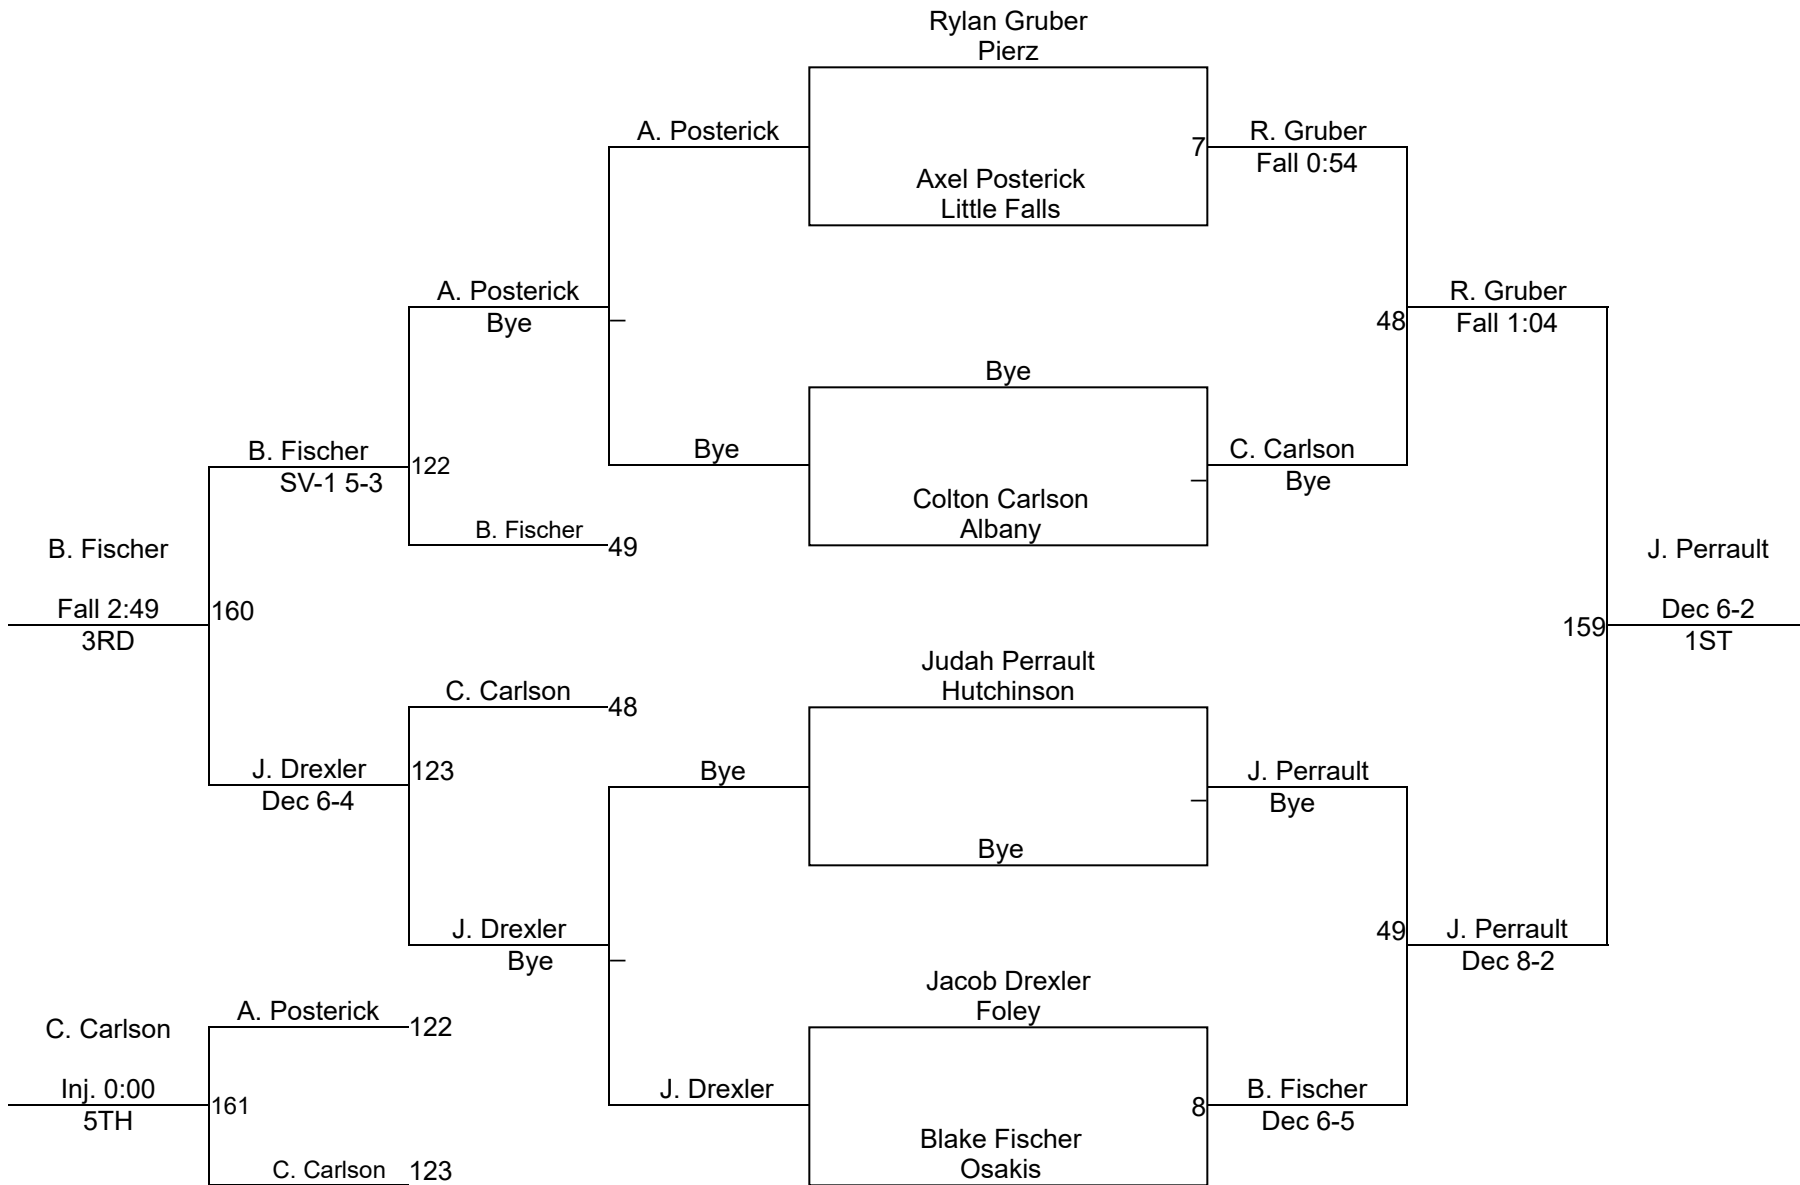 Rylan Gruber
Pierz
A. Posterick
7
R. Gruber
Fall 0:54
Axel Posterick
Little Falls
A. Posterick
Bye
48
R. Gruber
Fall 1:04
Bye
Bye
C. Carlson
Bye
B. Fischer
SV-1 5-3
122
Colton Carlson
Albany
B. Fischer
49
B. Fischer
Fall 2:49
3RD
160
J. Perrault
Dec 6-2
1ST
159
Judah Perrault
Hutchinson
C. Carlson
48
J. Drexler
Dec 6-4
123
Bye
J. Perrault
Bye
Bye
J. Drexler
Bye
49
J. Perrault
Dec 8-2
Jacob Drexler
Foley
A. Posterick
122
C. Carlson
Inj. 0:00
5TH
161
J. Drexler
8
B. Fischer
Dec 6-5
Blake Fischer
Osakis
C. Carlson
123